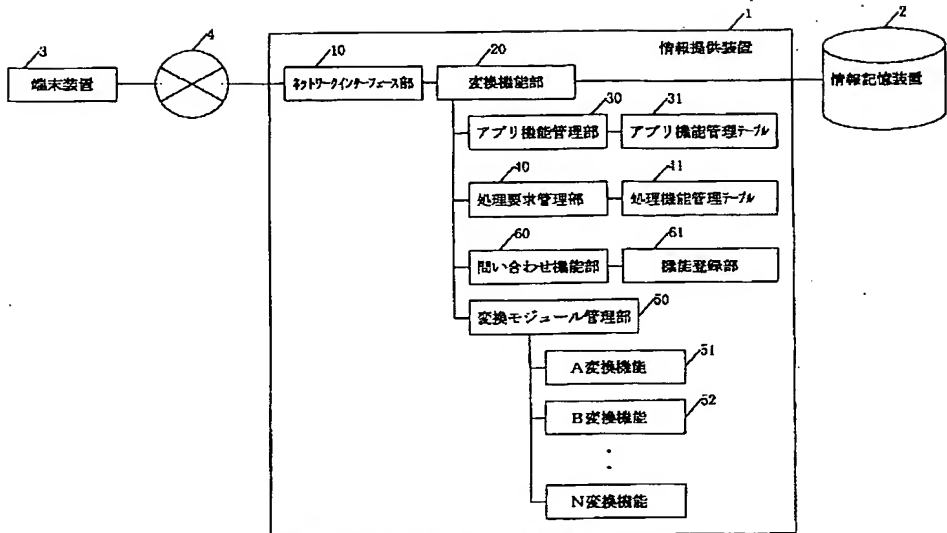 1
2
3
4
情報提供装置
10
20
端末装置
ネットワークインターフェース部
変換機能部
情報記憶装置
30
31
アプリ機能管理部
アプリ機能管理テーブル
40
41
処理要求管理部
処理機能管理テーブル
60
61
問い合わせ機能部
機能登録部
50
変換モジュール管理部
51
A変換機能
52
B変換機能
N変換機能